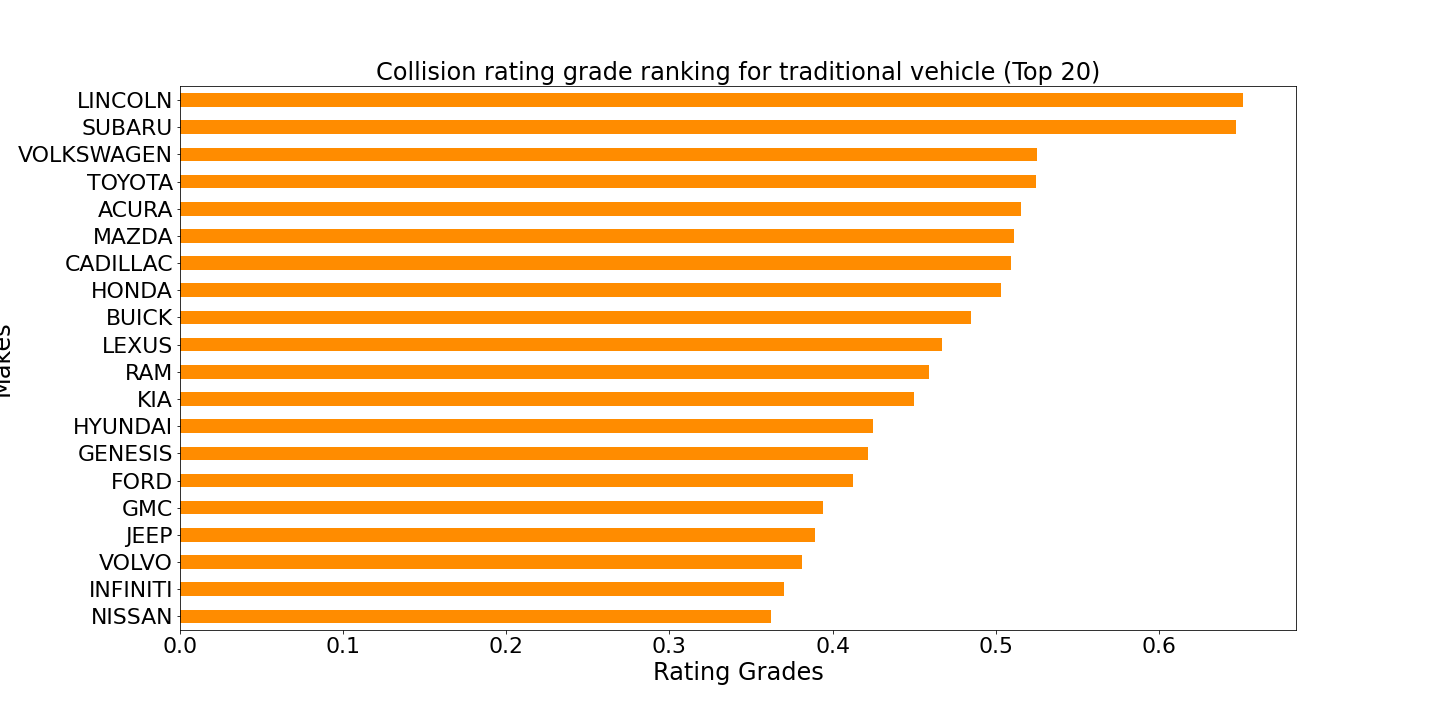 Collision rating grade ranking for traditional vehicle (Top 20)
LINCOLN
SUBARU
VOLKSWAGEN
TOYOTA
ACURA
MAZDA
CADILLAC
HONDA
BUICK
LEXUS
RAM
KIA
HYUNDAI
GENESIS
FORD
GMC
JEEP
VOLVO
INFINITI
NISSAN
Makes
0.0 0.1 0.2 0.3 0.4 0.5 0.6
Rating Grades